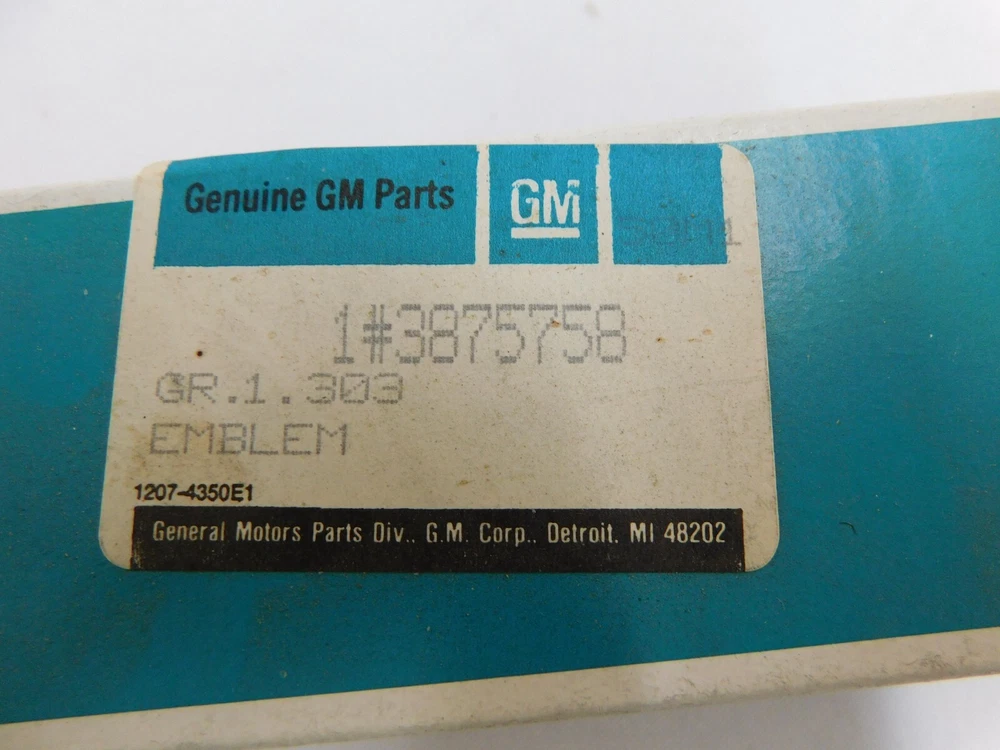 Genuine GM Parts GM
1#3875758
GR.1.303
EMBLEM
1207-4350E1
General Motors Parts Div., G.M. Corp., Detroit, MI 48202